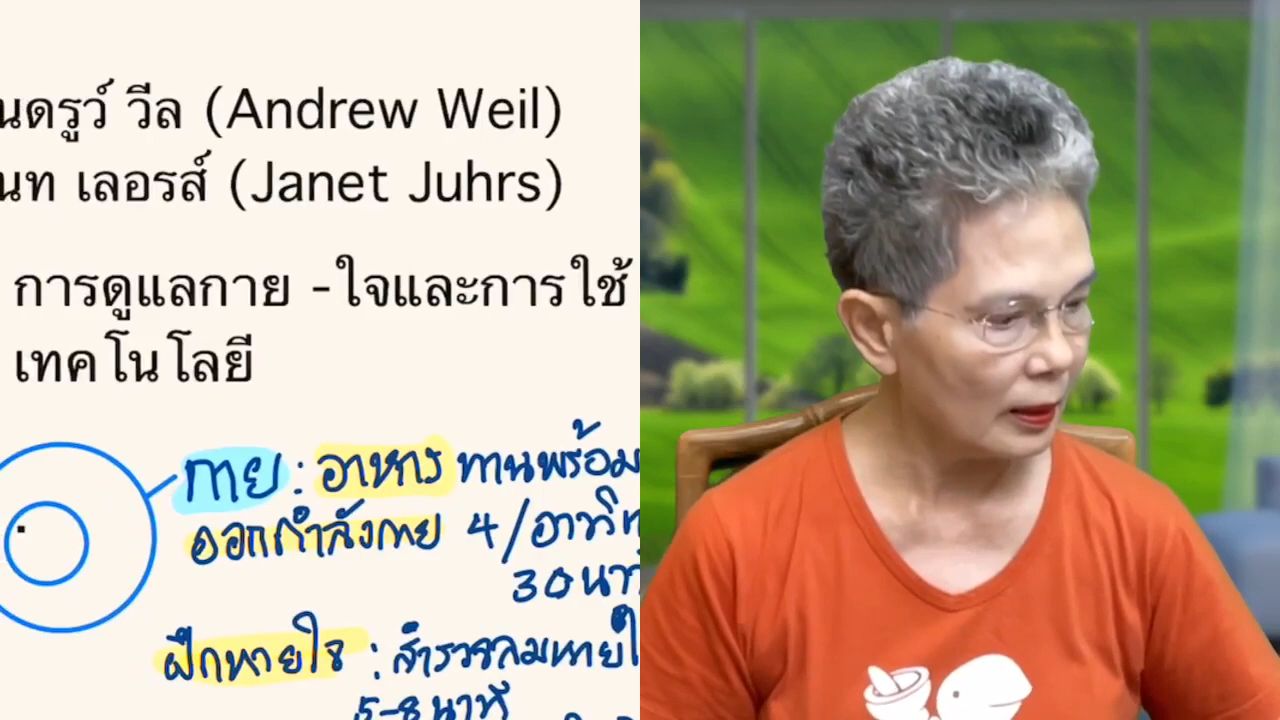 นดรูว์ วีล (Andrew Weil)
นท เลอรส์ (Janet Juhrs)
การดูแลกาย -ใจและการใช้
เทคโนโลยี
กาย : อาหาร ทานพร้อม
ออกกำลังกาย 4/อาทิต
30 นาที
ฝึกหายใจ : สำรวจลมหายใ
5-8 นาที